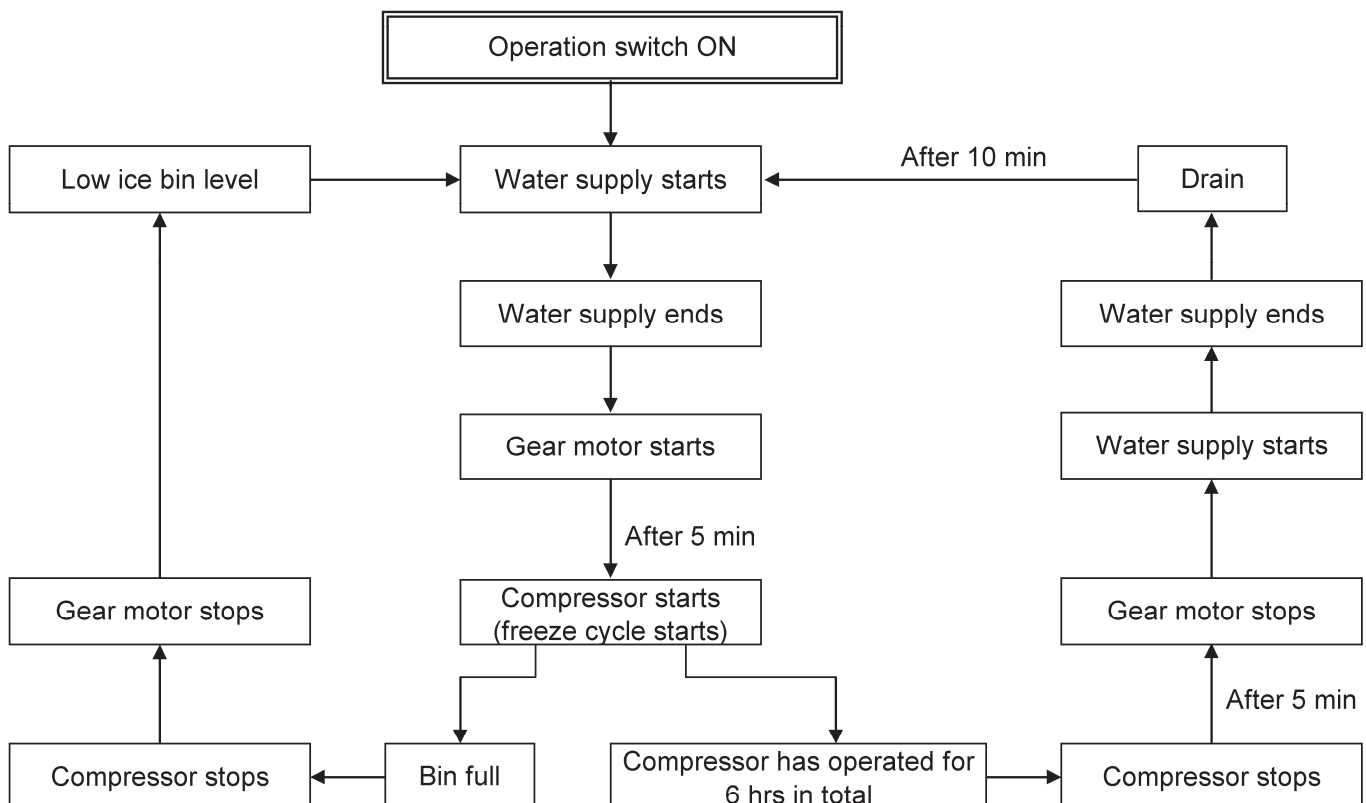 Operation switch ON
Low ice bin level
Water supply starts
After 10 min
Drain
Water supply ends
Water supply ends
Gear motor starts
Water supply starts
After 5 min
Gear motor stops
Compressor starts
(freeze cycle starts)
Gear motor stops
After 5 min
Compressor stops
Bin full
Compressor has operated for
6 hrs in total
Compressor stops